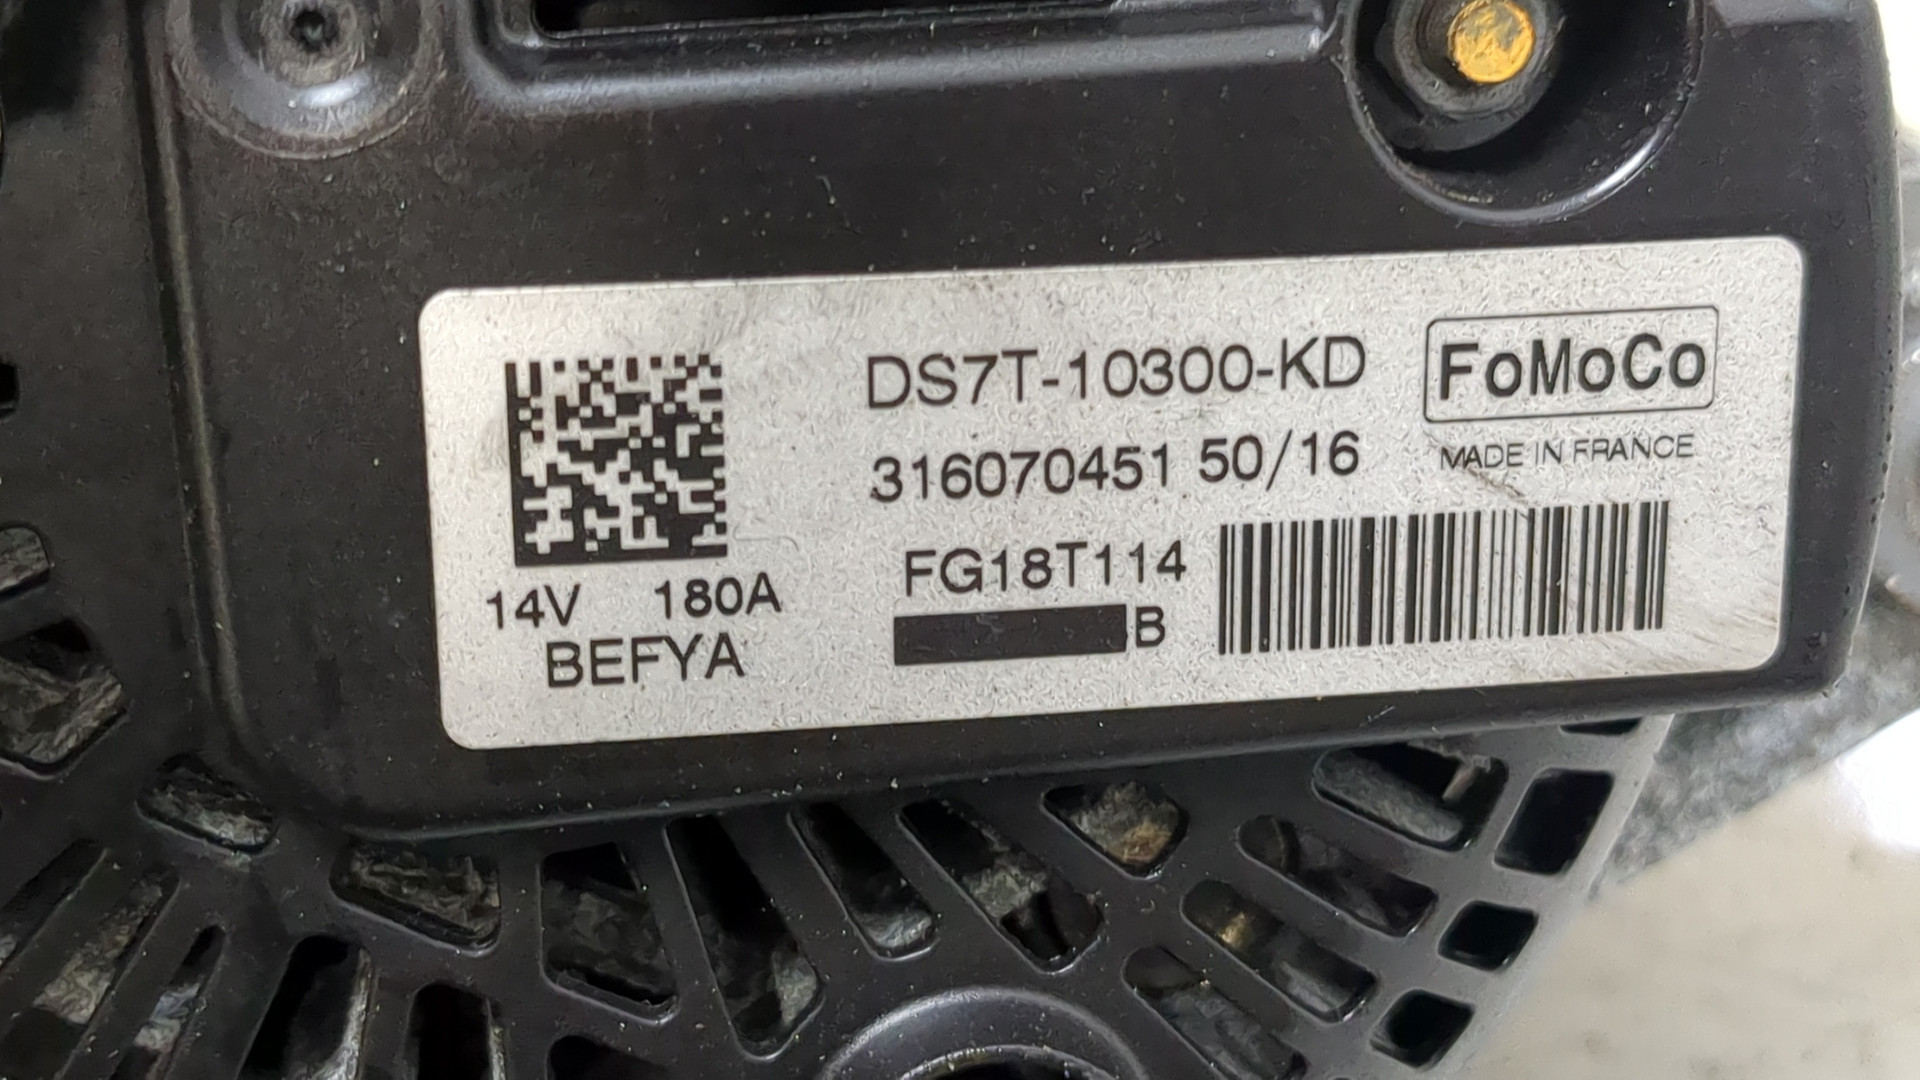 DS7T-10300-KD
FoMoCo
316070451 50/16
MADE IN FRANCE
FG18T114
14V 180A
B
BEFYA